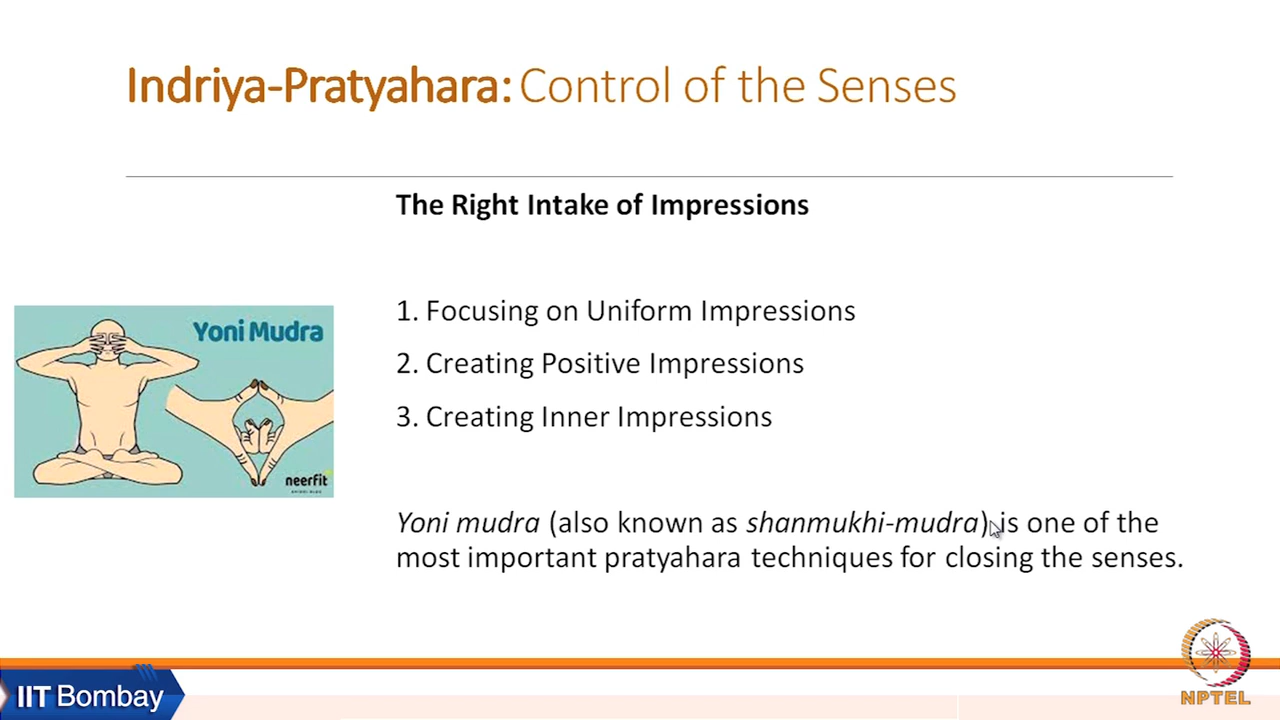 Indriya-Pratyahara: Control of the Senses
The Right Intake of Impressions
1. Focusing on Uniform Impressions
2. Creating Positive Impressions
3. Creating Inner Impressions
Yoni Mudra
neerfit
Yoni mudra (also known as shanmukhi-mudra) is one of the
most important pratyahara techniques for closing the senses.
IIT Bombay
NPTEL